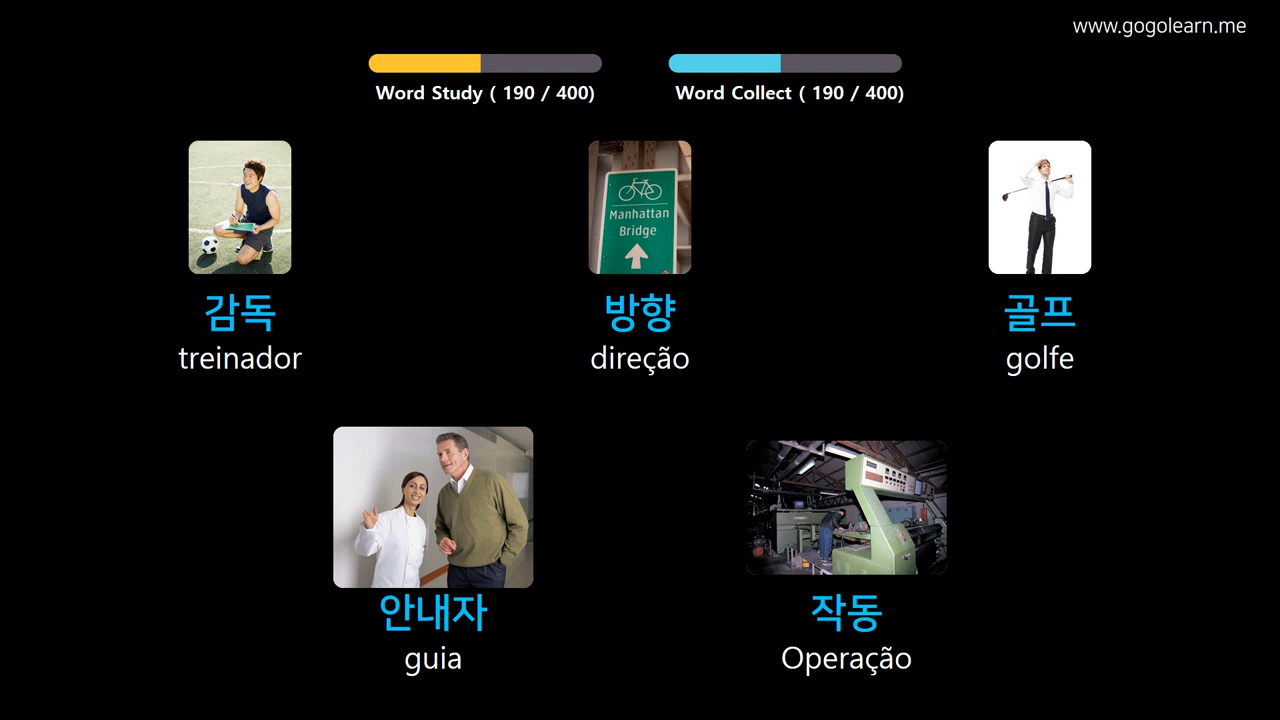 www.gogolearn.me
Word Study ( 190 / 400)
Word Collect ( 190 / 400)
Manhattan
Bridge
감독
treinador
방향
direção
골프
golfe
안내자
guia
작동
Operação